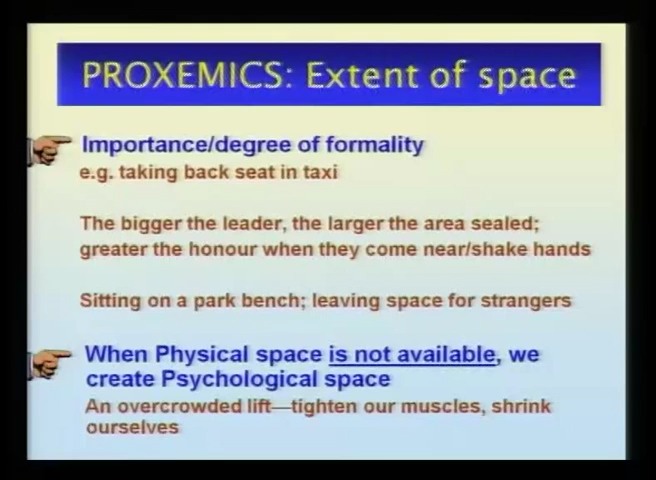 PROXEMICS: Extent of space
Importance/degree of formality
e.g. taking back seat in taxi
The bigger the leader, the larger the area sealed;
greater the honour when they come near/shake hands
Sitting on a park bench; leaving space for strangers
When Physical space is not available, we
create Psychological space
An overcrowded lift—tighten our muscles, shrink
ourselves